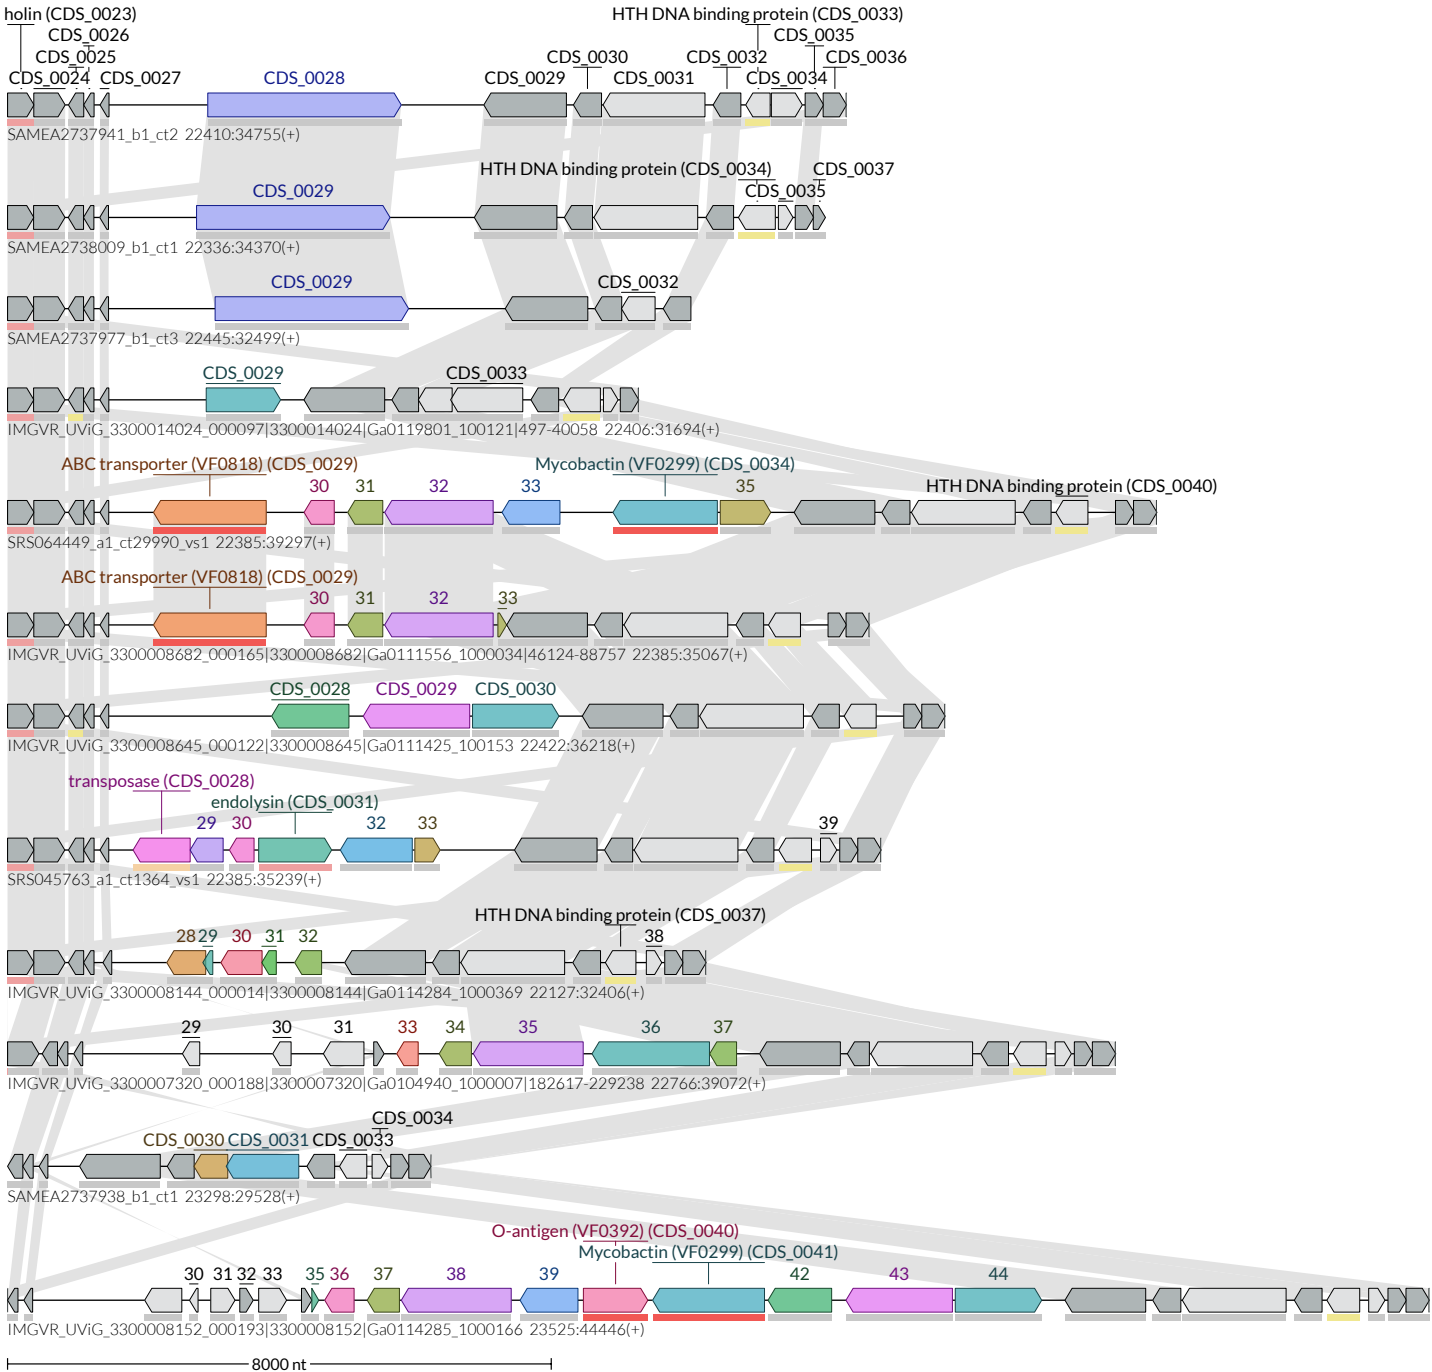 holin (CDS_0023)
HTH DNA binding protein (CDS_0033)
CDS_0026
CDS_0035
CDS_0025
CDS_0030
CDS_0032
CDS_0036
CDS_0024
CDS_0027
CDS_0028
CDS_0029
CDS_0031
CDS_0034
SAMEA2737941_b1_ct2 22410:34755(+)
HTH DNA binding protein (CDS_0034)
CDS_0037
CDS_0029
CDS_0035
SAMEA2738009_b1_ct1 22336:34370(+)
CDS_0029
CDS_0032
SAMEA2737977_b1_ct3 22445:32499(+)
CDS_0029
CDS_0033
IMGVR_UViG_3300014024_000097|3300014024|Ga0119801_100121|497-40058 22406:31694(+)
ABC transporter (VF0818) (CDS_0029)
Mycobactin (VF0299) (CDS_0034)
30 31 32 33 35
HTH DNA binding protein (CDS_0040)
SRS064449_a1_ct29990_vs1 22385:39297(+)
ABC transporter (VF0818) (CDS_0029)
30 31 32 33
IMGVR_UViG_3300008682_000165|3300008682|Ga0111556_1000034|46124-88757 22385:35067(+)
CDS_0028 CDS_0029 CDS_0030
IMGVR_UViG_3300008645_000122|3300008645|Ga0111425_100153 22422:36218(+)
transposase (CDS_0028)
endolysin (CDS_0031)
29 30 32 33 39
SRS045763_a1_ct1364_vs1 22385:35239(+)
HTH DNA binding protein (CDS_0037)
28 29 30 31 32 38
IMGVR_UViG_3300008144_000014|3300008144|Ga0114284_1000369 22127:32406(+)
29 30 31 33 34 35 36 37
IMGVR_UViG_3300007320_000188|3300007320|Ga0104940_1000007|182617-229238 22766:39072(+)
CDS_0034
CDS_0030 CDS_0031 CDS_0033
SAMEA2737938_b1_ct1 23298:29528(+)
O-antigen (VF0392) (CDS_0040)
Mycobactin (VF0299) (CDS_0041)
30 31 32 33 35 36 37 38 39 42 43 44
IMGVR_UViG_3300008152_000193|3300008152|Ga0114285_1000166 23525:44446(+)
8000 nt